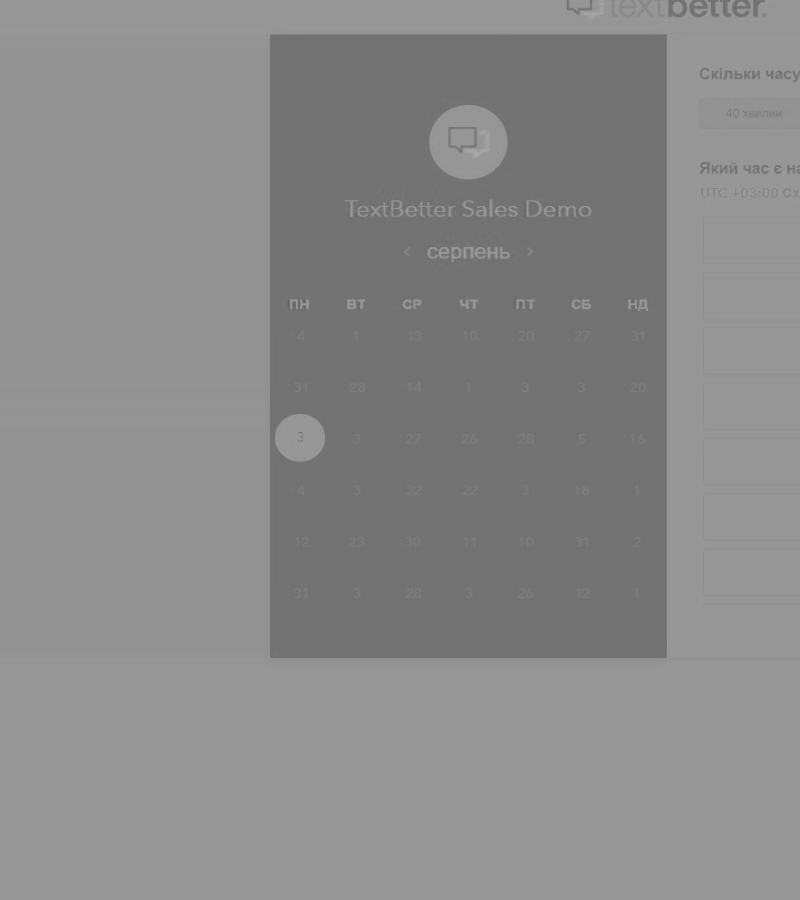 textbetter.
Скільки часу
40 хвилин
Який час є на
UTC +03:00 Сх
TextBetter Sales Demo
‹ серпень ›
ПН ВТ СР ЧТ ПТ СБ НД
4 1 13 10 20 27 31
31 28 14 1 3 3 20
3 3 27 26 28 5 16
4 3 22 22 3 18 1
12 23 30 11 10 31 2
31 3 28 3 26 12 1